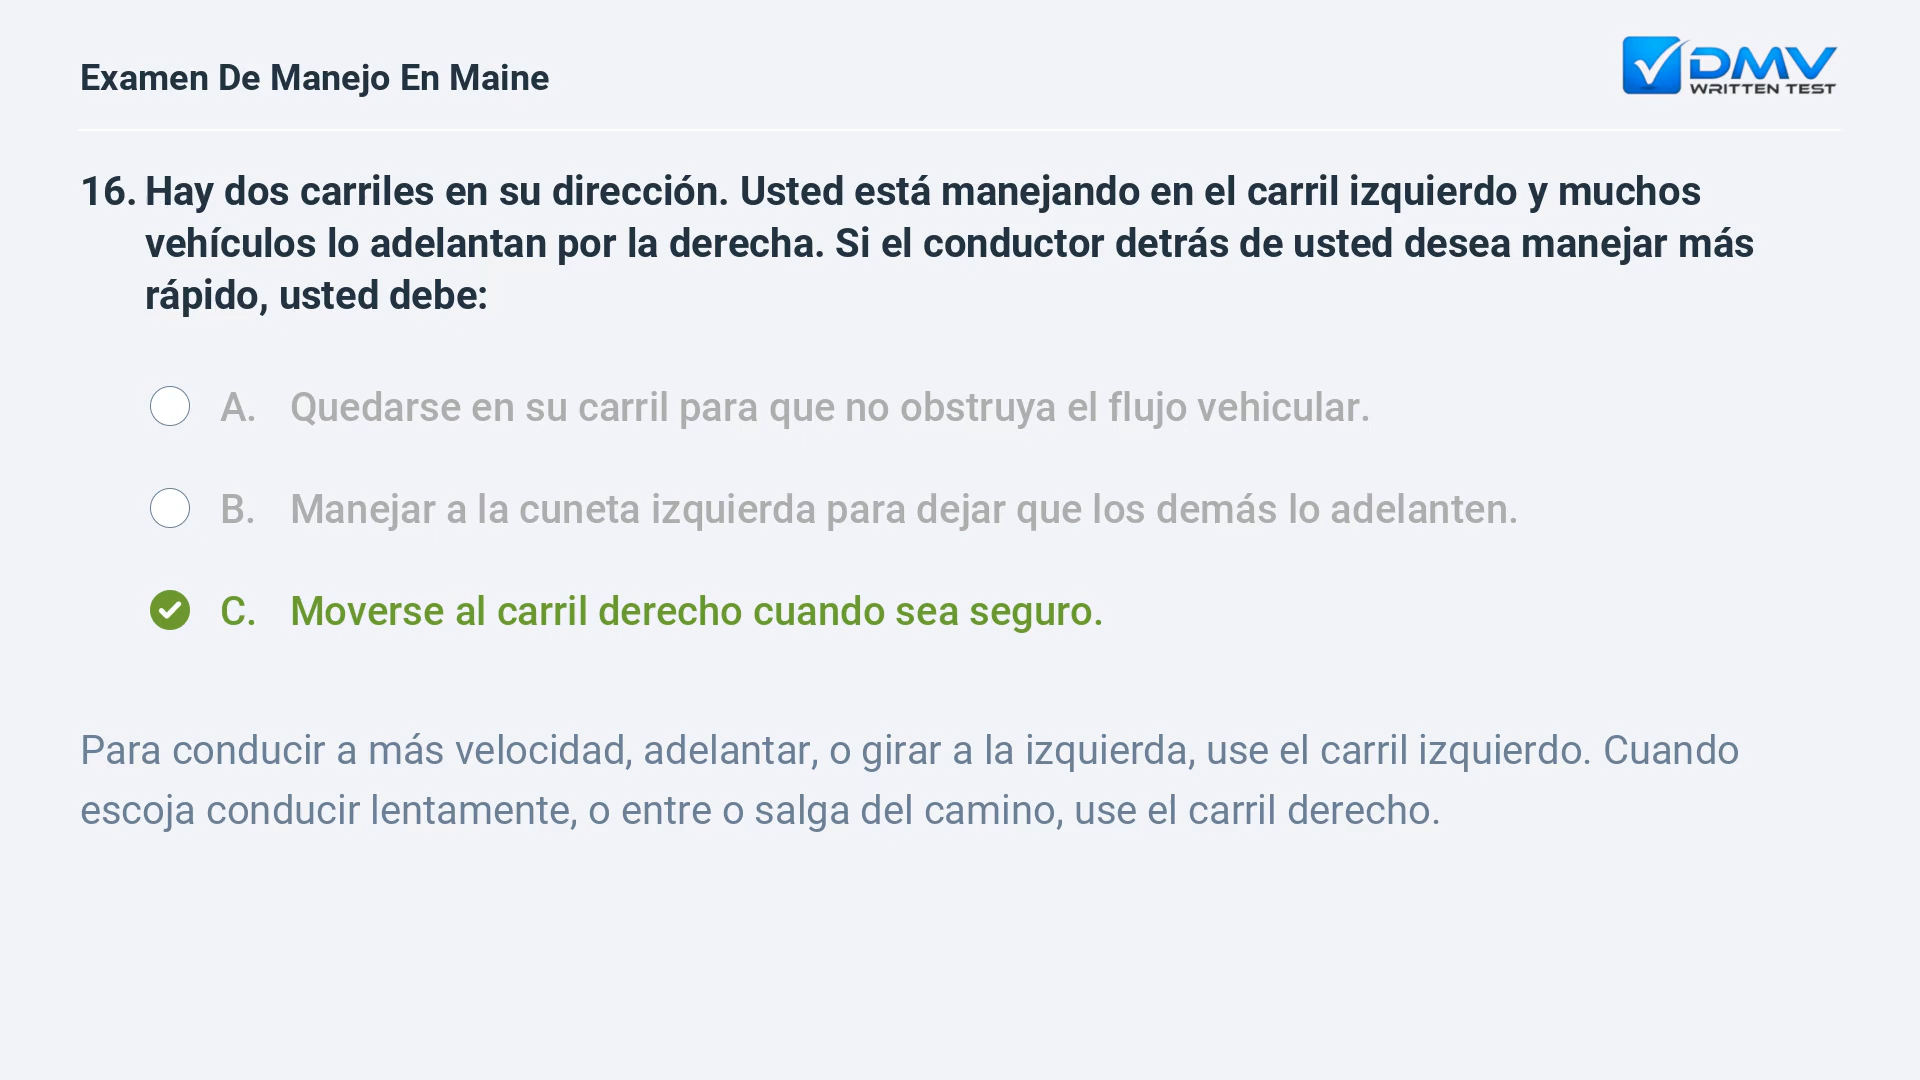 Examen De Manejo En Maine
DMV
WRITTEN TEST
16. Hay dos carriles en su dirección. Usted está manejando en el carril izquierdo y muchos
vehículos lo adelantan por la derecha. Si el conductor detrás de usted desea manejar más
rápido, usted debe:
A. Quedarse en su carril para que no obstruya el flujo vehicular.
B. Manejar a la cuneta izquierda para dejar que los demás lo adelanten.
C. Moverse al carril derecho cuando sea seguro.
Para conducir a más velocidad, adelantar, o girar a la izquierda, use el carril izquierdo. Cuando
escoja conducir lentamente, o entre o salga del camino, use el carril derecho.